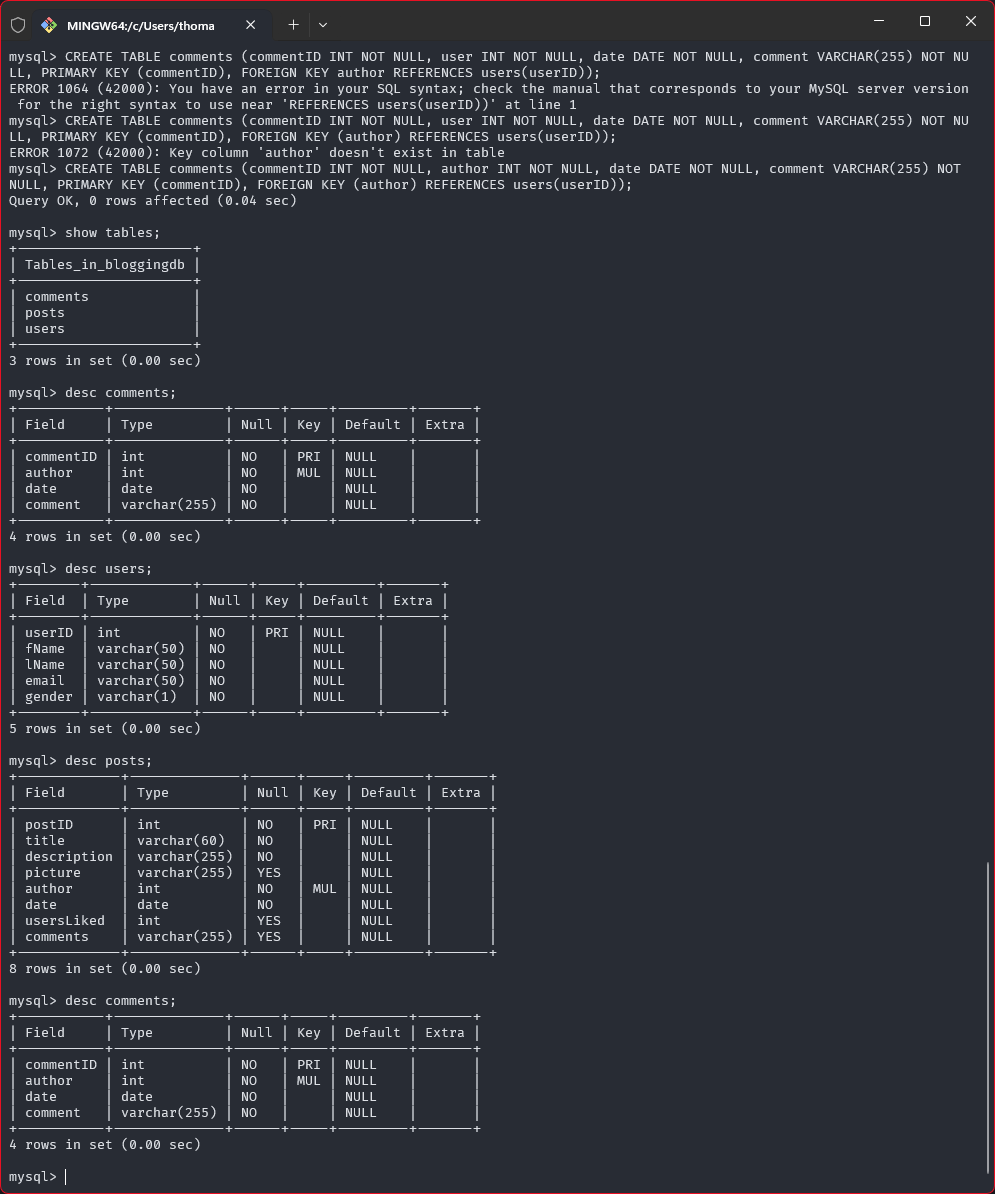 MINGW64:/c/Users/thoma
mysql> CREATE TABLE comments (commentID INT NOT NULL, user INT NOT NULL, date DATE NOT NULL, comment VARCHAR(255) NOT NU
LL, PRIMARY KEY (commentID), FOREIGN KEY author REFERENCES users(userID));
ERROR 1064 (42000): You have an error in your SQL syntax; check the manual that corresponds to your MySQL server version
 for the right syntax to use near 'REFERENCES users(userID))' at line 1
mysql> CREATE TABLE comments (commentID INT NOT NULL, user INT NOT NULL, date DATE NOT NULL, comment VARCHAR(255) NOT NU
LL, PRIMARY KEY (commentID), FOREIGN KEY (author) REFERENCES users(userID));
ERROR 1072 (42000): Key column 'author' doesn't exist in table
mysql> CREATE TABLE comments (commentID INT NOT NULL, author INT NOT NULL, date DATE NOT NULL, comment VARCHAR(255) NOT
NULL, PRIMARY KEY (commentID), FOREIGN KEY (author) REFERENCES users(userID));
Query OK, 0 rows affected (0.04 sec)

mysql> show tables;
+----------------------+
| Tables_in_bloggingdb |
+----------------------+
| comments             |
| posts                |
| users                |
+----------------------+
3 rows in set (0.00 sec)

mysql> desc comments;
+-----------+--------------+------+-----+---------+-------+
| Field     | Type         | Null | Key | Default | Extra |
+-----------+--------------+------+-----+---------+-------+
| commentID | int          | NO   | PRI | NULL    |       |
| author    | int          | NO   | MUL | NULL    |       |
| date      | date         | NO   |     | NULL    |       |
| comment   | varchar(255) | NO   |     | NULL    |       |
+-----------+--------------+------+-----+---------+-------+
4 rows in set (0.00 sec)

mysql> desc users;
+--------+-------------+------+-----+---------+-------+
| Field  | Type        | Null | Key | Default | Extra |
+--------+-------------+------+-----+---------+-------+
| userID | int         | NO   | PRI | NULL    |       |
| fName  | varchar(50) | NO   |     | NULL    |       |
| lName  | varchar(50) | NO   |     | NULL    |       |
| email  | varchar(50) | NO   |     | NULL    |       |
| gender | varchar(1)  | NO   |     | NULL    |       |
+--------+-------------+------+-----+---------+-------+
5 rows in set (0.00 sec)

mysql> desc posts;
+-------------+--------------+------+-----+---------+-------+
| Field       | Type         | Null | Key | Default | Extra |
+-------------+--------------+------+-----+---------+-------+
| postID      | int          | NO   | PRI | NULL    |       |
| title       | varchar(60)  | NO   |     | NULL    |       |
| description | varchar(255) | NO   |     | NULL    |       |
| picture     | varchar(255) | YES  |     | NULL    |       |
| author      | int          | NO   | MUL | NULL    |       |
| date        | date         | NO   |     | NULL    |       |
| usersLiked  | int          | YES  |     | NULL    |       |
| comments    | varchar(255) | YES  |     | NULL    |       |
+-------------+--------------+------+-----+---------+-------+
8 rows in set (0.00 sec)

mysql> desc comments;
+-----------+--------------+------+-----+---------+-------+
| Field     | Type         | Null | Key | Default | Extra |
+-----------+--------------+------+-----+---------+-------+
| commentID | int          | NO   | PRI | NULL    |       |
| author    | int          | NO   | MUL | NULL    |       |
| date      | date         | NO   |     | NULL    |       |
| comment   | varchar(255) | NO   |     | NULL    |       |
+-----------+--------------+------+-----+---------+-------+
4 rows in set (0.00 sec)

mysql>